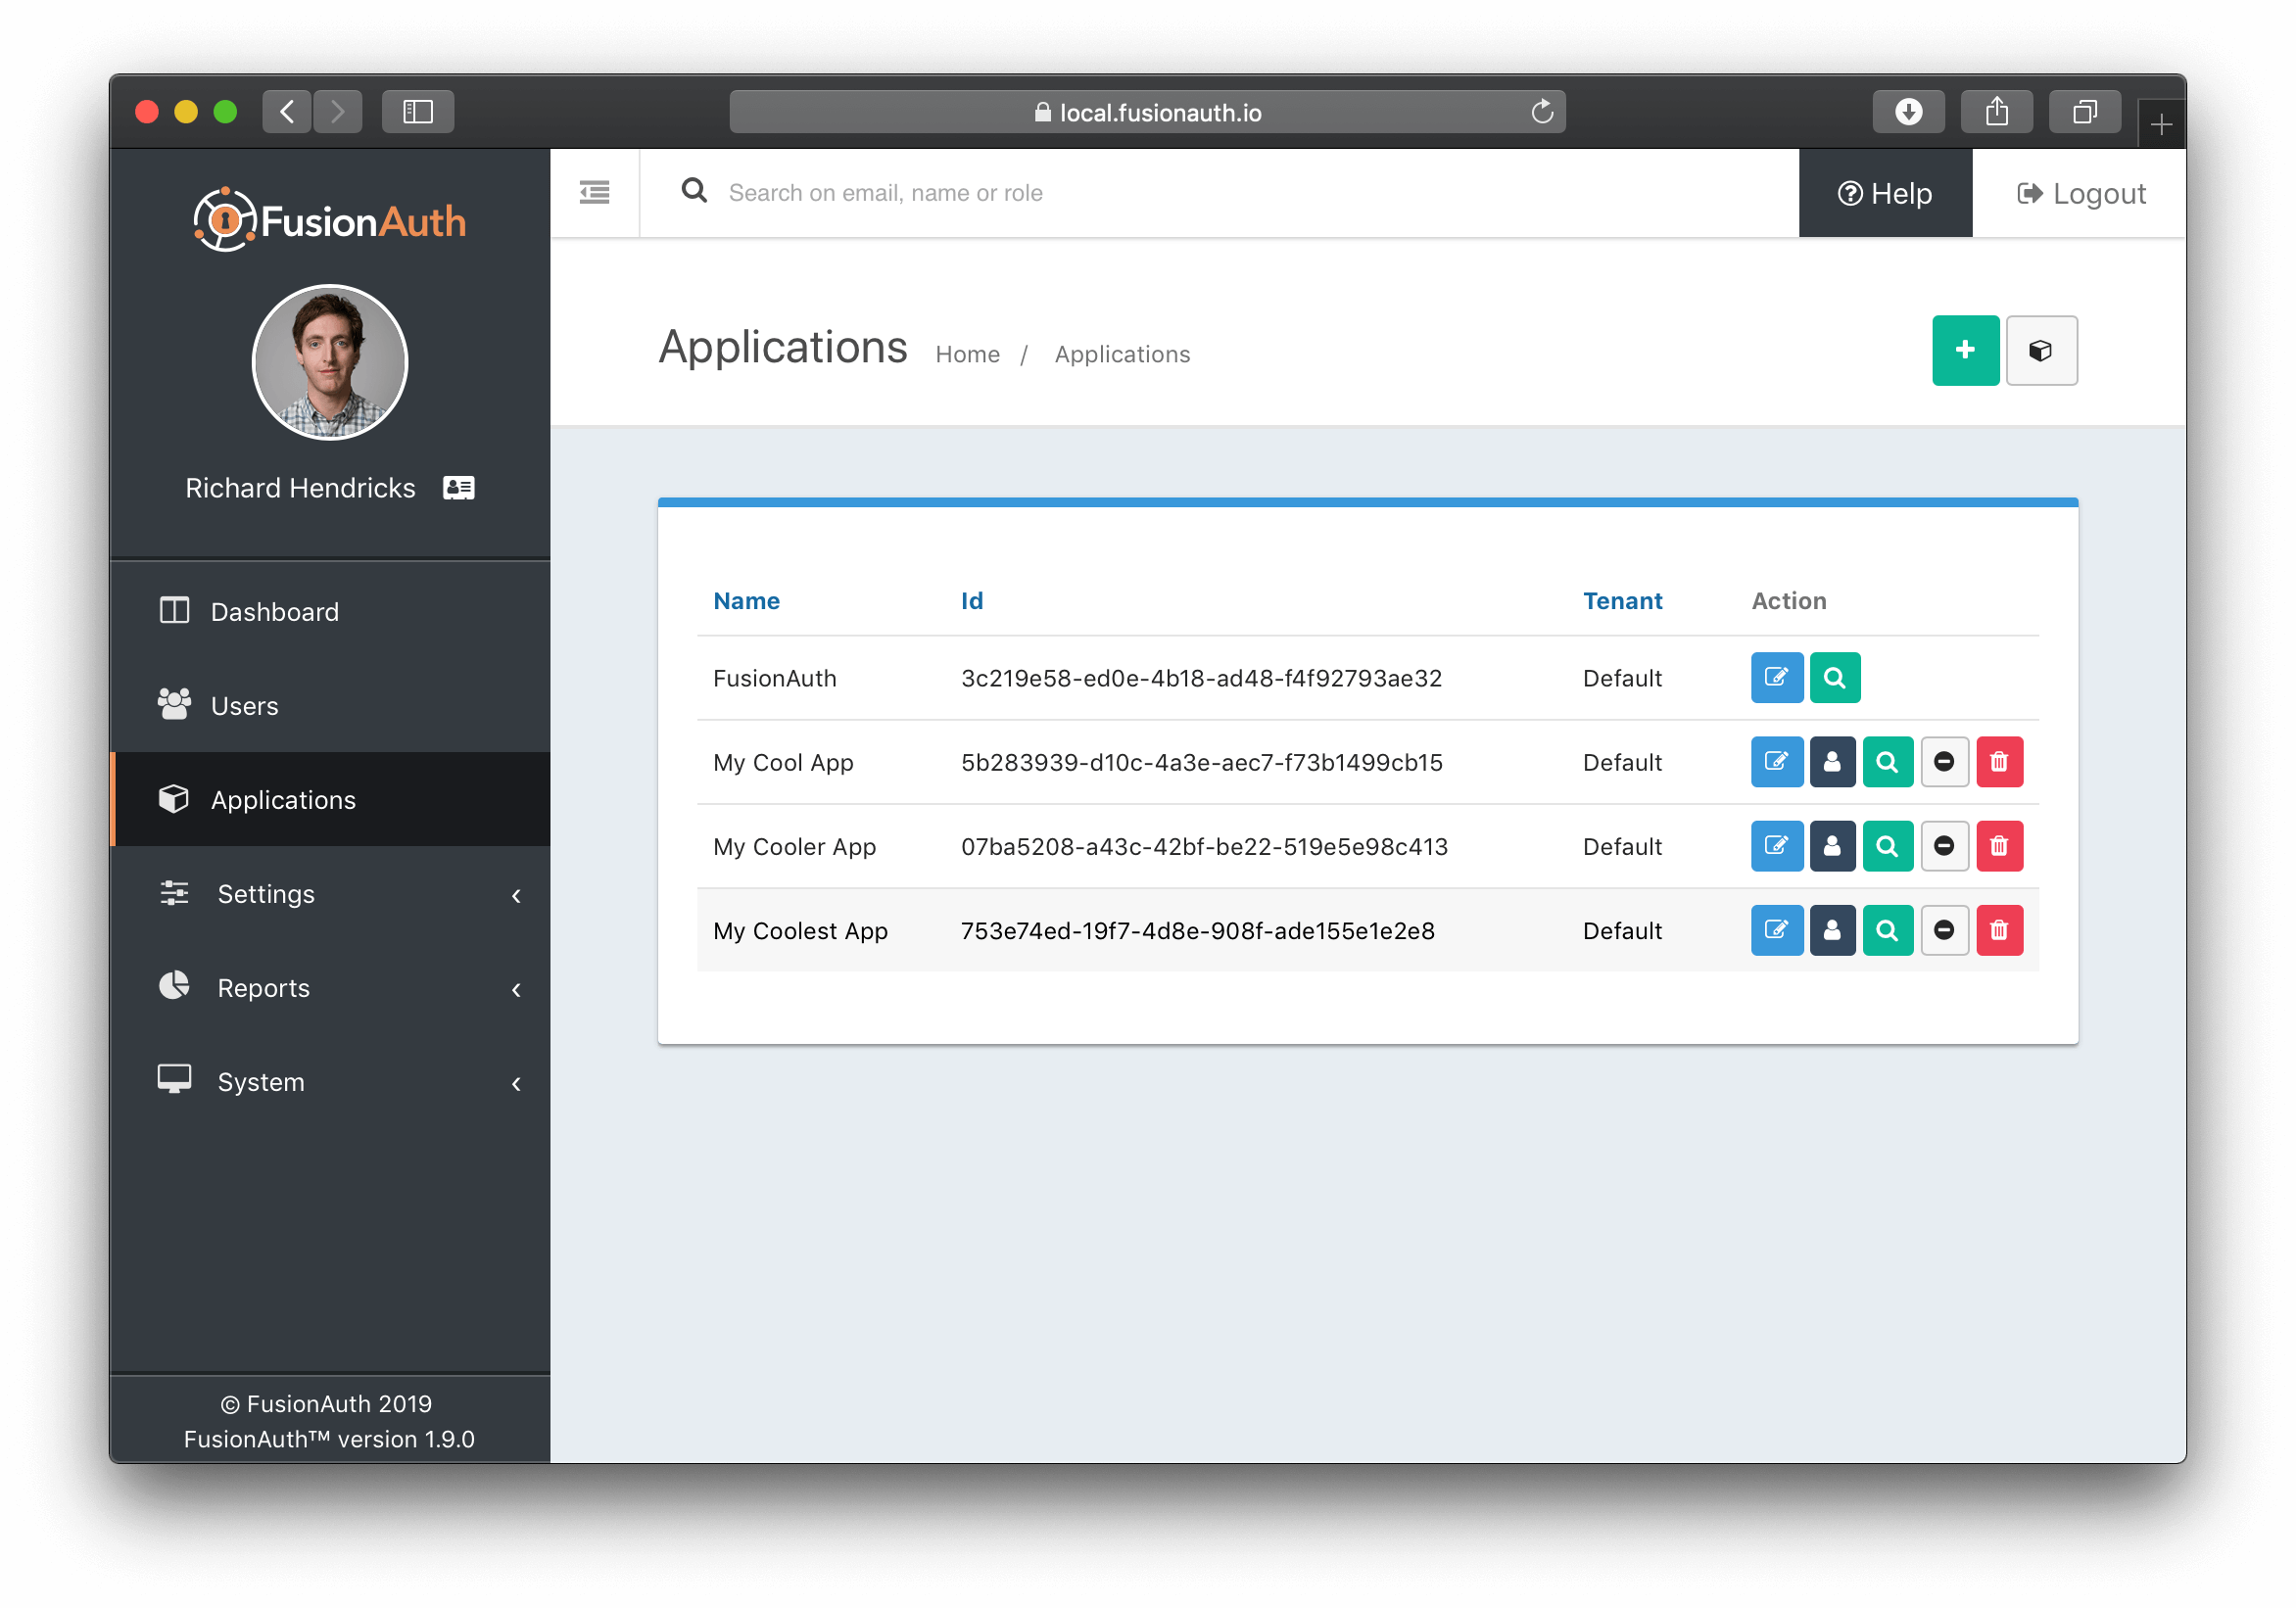 local.fusionauth.io
FusionAuth
Search on email, name or role
Help
Logout
Richard Hendricks
Dashboard
Users
Applications
Settings
Reports
System
© FusionAuth 2019
FusionAuth™ version 1.9.0
Applications Home / Applications
Name Id Tenant Action
FusionAuth 3c219e58-ed0e-4b18-ad48-f4f92793ae32 Default
My Cool App 5b283939-d10c-4a3e-aec7-f73b1499cb15 Default
My Cooler App 07ba5208-a43c-42bf-be22-519e5e98c413 Default
My Coolest App 753e74ed-19f7-4d8e-908f-ade155e1e2e8 Default